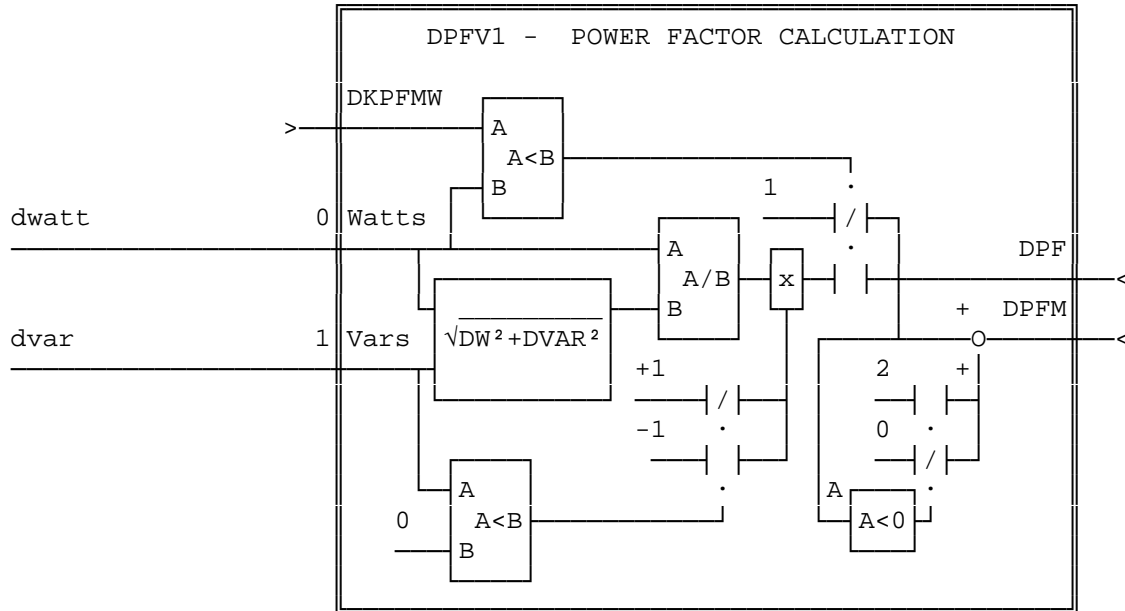 DPFV1 - POWER FACTOR CALCULATION
DKPFMW
>
A
A<B
B
1
dwatt 0 Watts
/
A
A/B
B
x
DPF
<
√DW²+DVAR²
+ DPFM
<
O
dvar 1 Vars
+1
/
2 +
-1
0
/
A
A<B
B
0
A
A<0